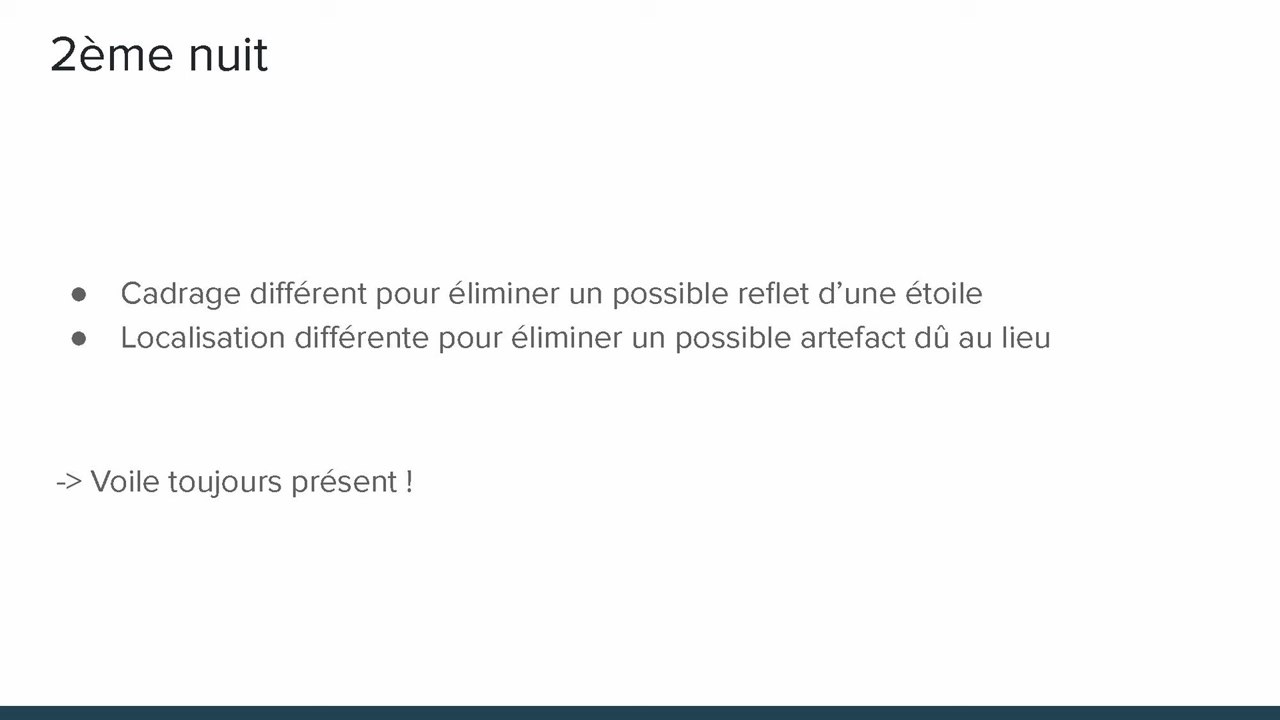 2ème nuit
● Cadrage différent pour éliminer un possible reflet d’une étoile
● Localisation différente pour éliminer un possible artefact dû au lieu
-> Voile toujours présent !